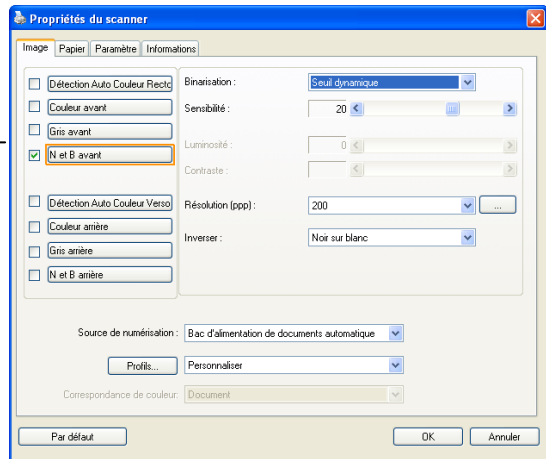 Propriétés du scanner
Image Papier Paramètre Informations
Détection Auto Couleur Recto
Couleur avant
Gris avant
N et B avant
Détection Auto Couleur Verso
Couleur arrière
Gris arrière
N et B arrière
Binarisation : Seuil dynamique
Sensibilité : 20
Luminosité : 0
Contraste :
Résolution (ppp) : 200 ...
Inverser : Noir sur blanc
Source de numérisation : Bac d'alimentation de documents automatique
Profils... Personnaliser
Correspondance de couleur: Document
Par défaut OK Annuler